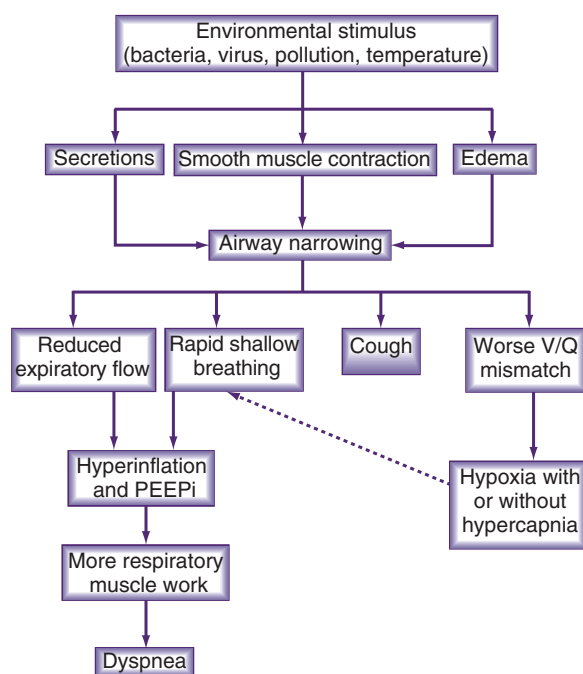 Environmental stimulus
(bacteria, virus, pollution, temperature)
Secretions
Smooth muscle contraction
Edema
Airway narrowing
Reduced
expiratory flow
Rapid shallow
breathing
Cough
Worse V/Q
mismatch
Hyperinflation
and PEEPi
Hypoxia with
or without
hypercapnia
More respiratory
muscle work
Dyspnea